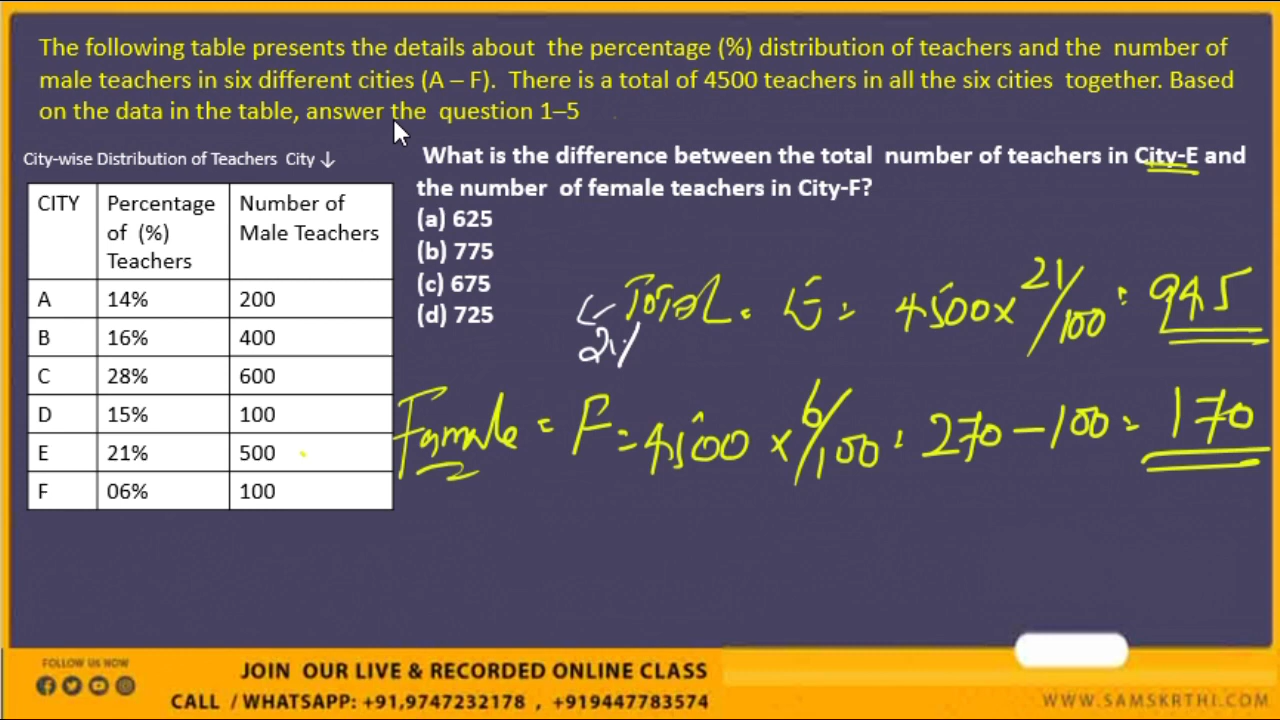 The following table presents the details about the percentage (%) distribution of teachers and the number of
male teachers in six different cities (A – F). There is a total of 4500 teachers in all the six cities together. Based
on the data in the table, answer the question 1–5
City-wise Distribution of Teachers City ↓
CITY Percentage of (%) Teachers Number of Male Teachers
A 14% 200
B 16% 400
C 28% 600
D 15% 100
E 21% 500
F 06% 100
What is the difference between the total number of teachers in City-E and
the number of female teachers in City-F?
(a) 625
(b) 775
(c) 675
(d) 725
Total = E = 4500 x 21/100 = 945
21%
Female = F = 4500 x 6/100 = 270 - 100 = 170
FOLLOW US NOW
JOIN OUR LIVE & RECORDED ONLINE CLASS
CALL / WHATSAPP: +91,9747232178 , +919447783574
WWW.SAMSKRTHI.COM